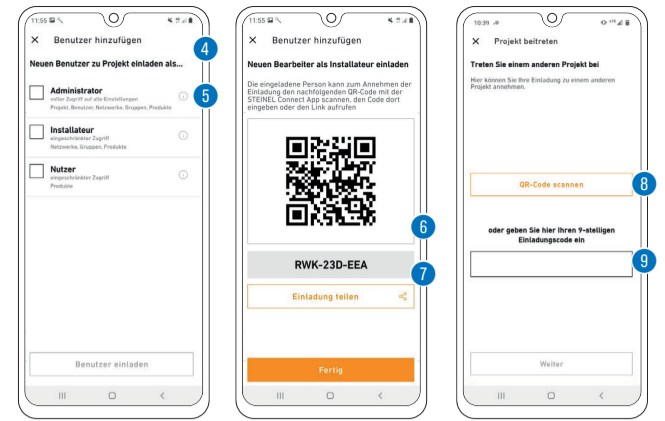 11:55
× Benutzer hinzufügen
4
Neuen Benutzer zu Projekt einladen als...
Administrator
voller Zugriff auf alle Einstellungen
Projekt, Benutzer, Netzwerke, Gruppen, Produkte
5
Installateur
eingeschränkter Zugriff
Netzwerke, Gruppen, Produkte
Nutzer
eingeschränkter Zugriff
Produkte
Benutzer einladen
11:55
× Benutzer hinzufügen
Neuen Bearbeiter als Installateur einladen
Die eingeladene Person kann zum Annehmen der
Einladung den nachfolgenden QR-Code mit der
STEINEL Connect App scannen, den Code dort
eingeben oder den Link aufrufen
6
RWK-23D-EEA
7
Einladung teilen
Fertig
10:39
× Projekt beitreten
Treten Sie einem anderen Projekt bei
Hier können Sie Ihre Einladung zu einem anderen
Projekt annehmen.
QR-Code scannen
8
oder geben Sie hier Ihren 9-stelligen
Einladungscode ein
9
Weiter